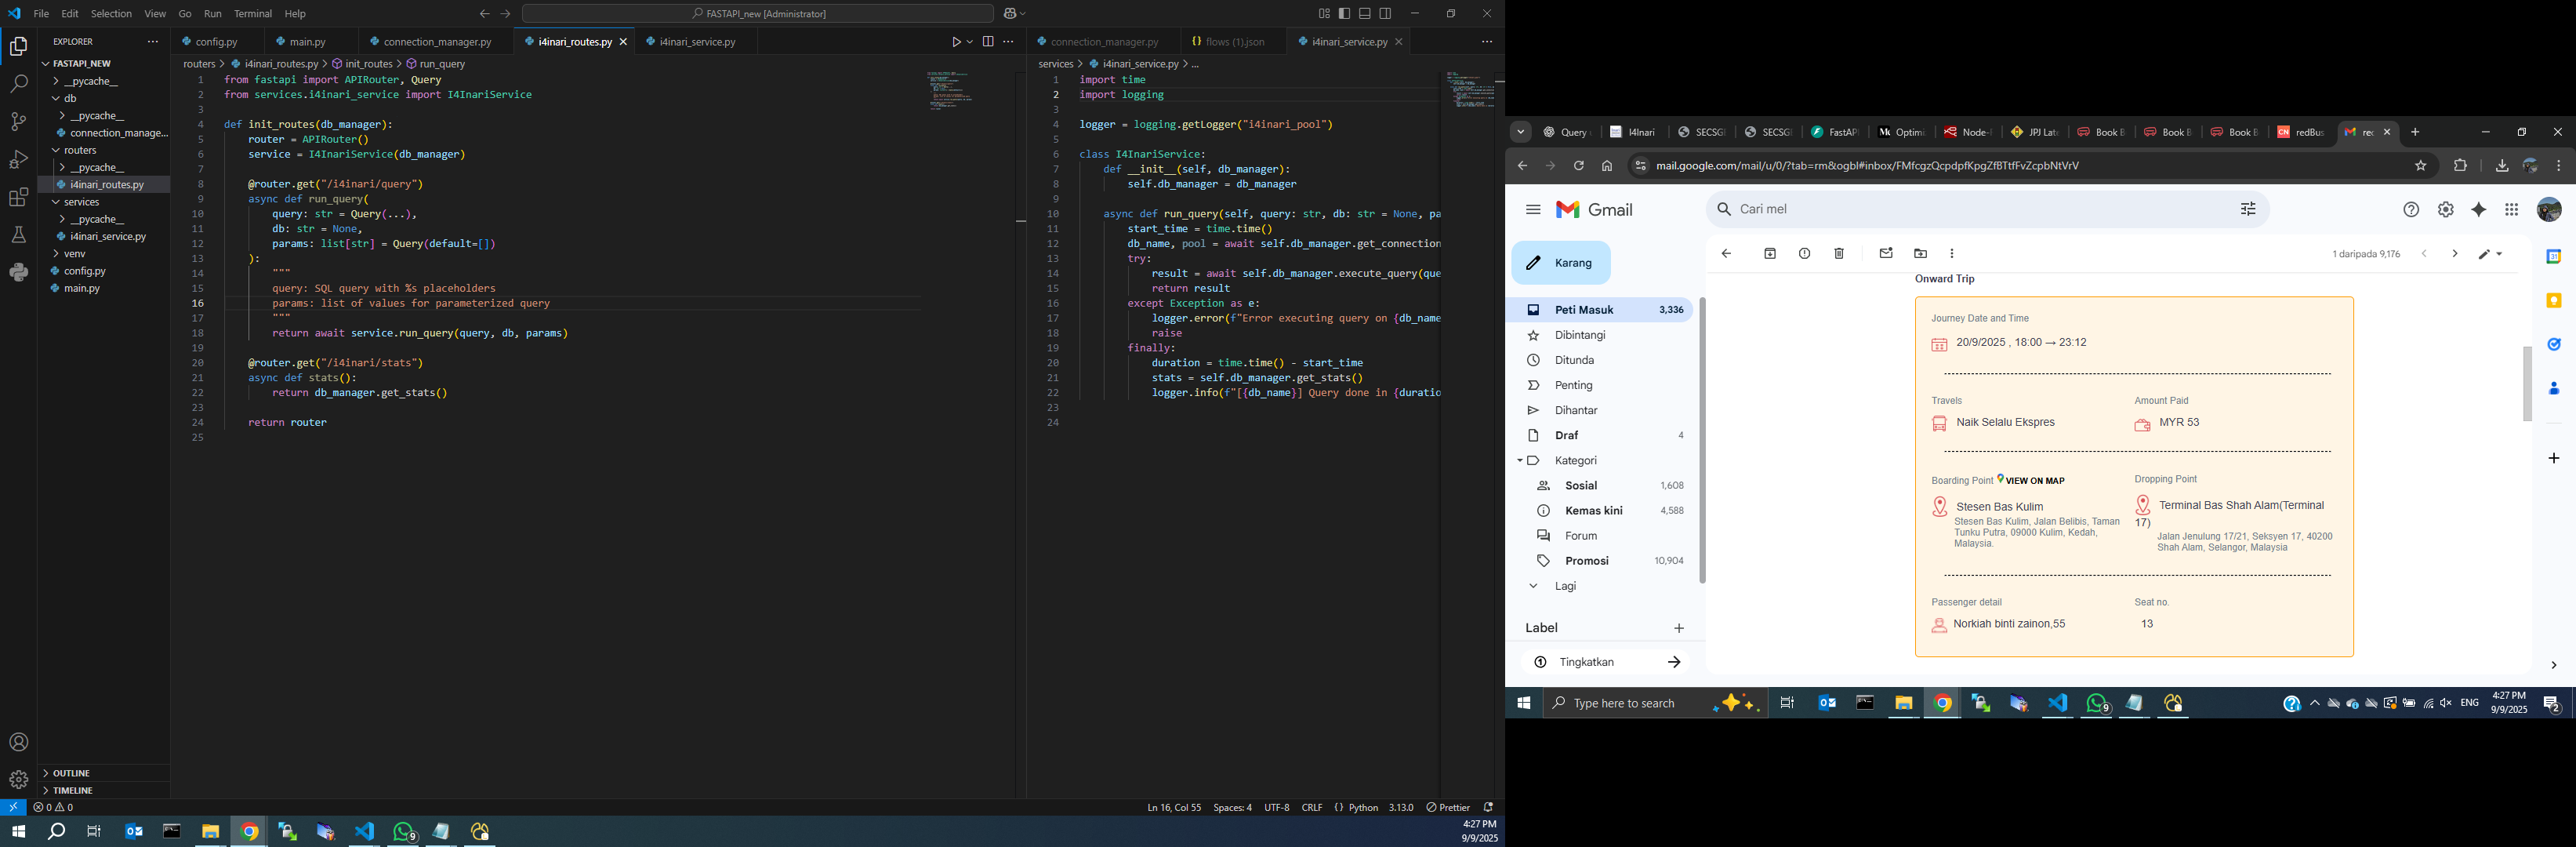 File Edit Selection View Go Run Terminal Help
FASTAPI_new [Administrator]
EXPLORER
FASTAPI_NEW
__pycache__
db
__pycache__
connection_manage...
routers
__pycache__
i4inari_routes.py
services
__pycache__
i4inari_service.py
venv
config.py
main.py
OUTLINE
TIMELINE
config.py main.py connection_manager.py i4inari_routes.py i4inari_service.py
routers > i4inari_routes.py > init_routes > run_query
1 from fastapi import APIRouter, Query
2 from services.i4inari_service import I4InariService
3
4 def init_routes(db_manager):
5 router = APIRouter()
6 service = I4InariService(db_manager)
7
8 @router.get("/i4inari/query")
9 async def run_query(
10 query: str = Query(...),
11 db: str = None,
12 params: list[str] = Query(default=[])
13 ):
14 """
15 query: SQL query with %s placeholders
16 params: list of values for parameterized query
17 """
18 return await service.run_query(query, db, params)
19
20 @router.get("/i4inari/stats")
21 async def stats():
22 return db_manager.get_stats()
23
24 return router
25
connection_manager.py flows (1).json i4inari_service.py
services > i4inari_service.py > ...
1 import time
2 import logging
3
4 logger = logging.getLogger("i4inari_pool")
5
6 class I4InariService:
7 def __init__(self, db_manager):
8 self.db_manager = db_manager
9
10 async def run_query(self, query: str, db: str = None, pa
11 start_time = time.time()
12 db_name, pool = await self.db_manager.get_connection
13 try:
14 result = await self.db_manager.execute_query(que
15 return result
16 except Exception as e:
17 logger.error(f"Error executing query on {db_name
18 raise
19 finally:
20 duration = time.time() - start_time
21 stats = self.db_manager.get_stats()
22 logger.info(f"[{db_name}] Query done in {duratio
23
24
0 0
Ln 16, Col 55 Spaces: 4 UTF-8 CRLF {} Python 3.13.0 Prettier
9
4:27 PM
9/9/2025
Query I4Inari SECSGI SECSGI FastAPI Optimi Node- JPJ Late Book B Book B Book B redBus rec
mail.google.com/mail/u/0/?tab=rm&ogbl#inbox/FMfcgzQcpdpfKpgZfBTtfFvZcpbNtVrV
Gmail
Cari mel
Karang
1 daripada 9,176
Peti Masuk 3,336
Dibintangi
Ditunda
Penting
Dihantar
Draf 4
Kategori
Sosial 1,608
Kemas kini 4,588
Forum
Promosi 10,904
Lagi
Label
Tingkatkan
Onward Trip
Journey Date and Time
20/9/2025 , 18:00 → 23:12
Travels
Naik Selalu Ekspres
Amount Paid
MYR 53
Boarding Point VIEW ON MAP
Stesen Bas Kulim
Stesen Bas Kulim, Jalan Belibis, Taman
Tunku Putra, 09000 Kulim, Kedah,
Malaysia.
Dropping Point
Terminal Bas Shah Alam(Terminal
17)
Jalan Jenulung 17/21, Seksyen 17, 40200
Shah Alam, Selangor, Malaysia
Passenger detail
Norkiah binti zainon,55
Seat no.
13
Type here to search
9
ENG
4:27 PM
9/9/2025
2